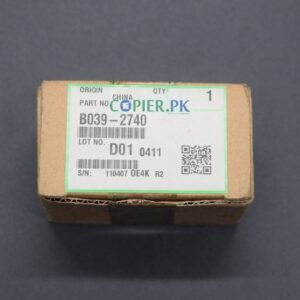 ORIGIN QTY
CHINA 1
PART NO.
COPIER.PK
B039-2740
LOT NO.
D01 0411
S/N: 110407 0E4K R2